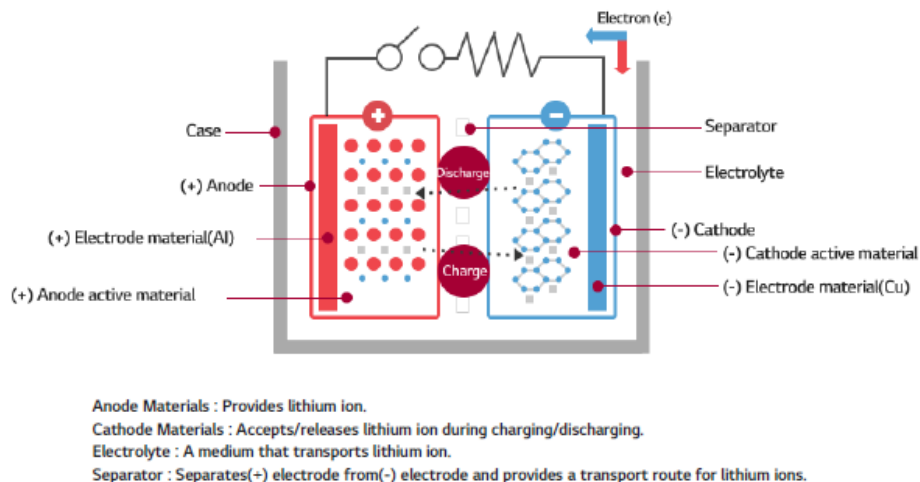 Electron (e)
+
-
Case
Separator
Discharge
(+) Anode
Electrolyte
(+) Electrode material(Al)
(-) Cathode
(-) Cathode active material
Charge
(+) Anode active material
(-) Electrode material(Cu)
Anode Materials : Provides lithium ion.
Cathode Materials : Accepts/releases lithium ion during charging/discharging.
Electrolyte : A medium that transports lithium ion.
Separator : Separates(+) electrode from(-) electrode and provides a transport route for lithium ions.